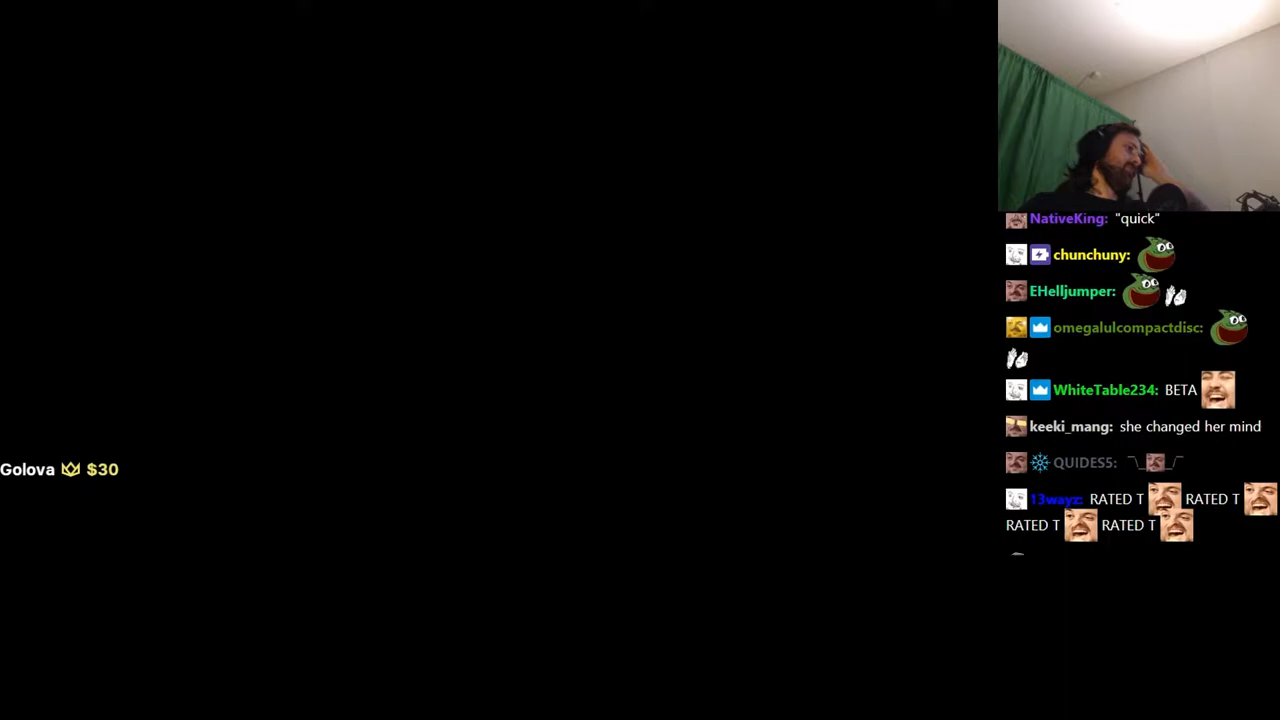 NativeKing: "quick"
chunchuny:
EHelljumper:
omegalulcompactdisc:
WhiteTable234: BETA
keeki_mang: she changed her mind
Golova $30
QUIDES5: ¯\_ _/¯
13wayz: RATED T RATED T
RATED T RATED T